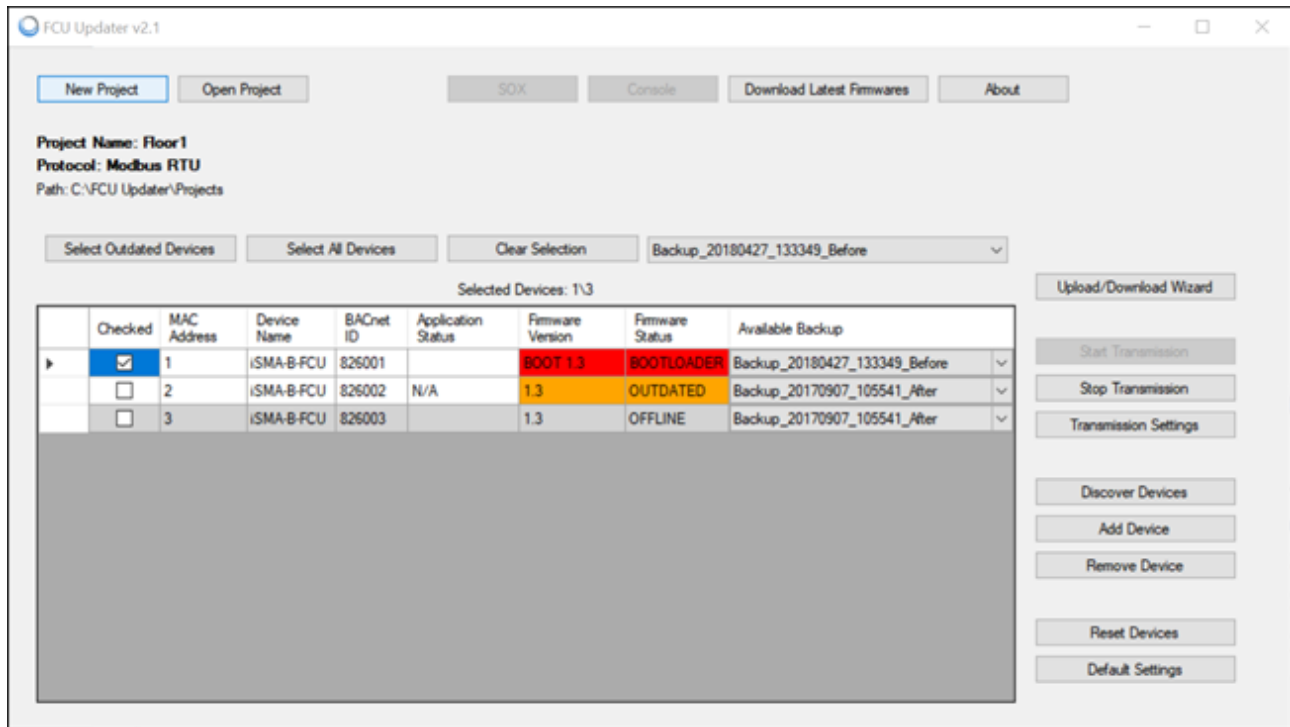 FCU Updater v2.1
New Project Open Project SOX Console Download Latest Firmwares About
Project Name: Floor1
Protocol: Modbus RTU
Path: C:\FCU Updater\Projects
Select Outdated Devices Select All Devices Clear Selection Backup_20180427_133349_Before
Selected Devices: 1\3
Upload/Download Wizard
Checked MAC Address Device Name BACnet ID Application Status Firmware Version Firmware Status Available Backup
1 iSMA-B-FCU 826001 BOOT 1.3 BOOTLOADER Backup_20180427_133349_Before
2 iSMA-B-FCU 826002 N/A 1.3 OUTDATED Backup_20170907_105541_After
3 iSMA-B-FCU 826003 1.3 OFFLINE Backup_20170907_105541_After
Start Transmission
Stop Transmission
Transmission Settings
Discover Devices
Add Device
Remove Device
Reset Devices
Default Settings